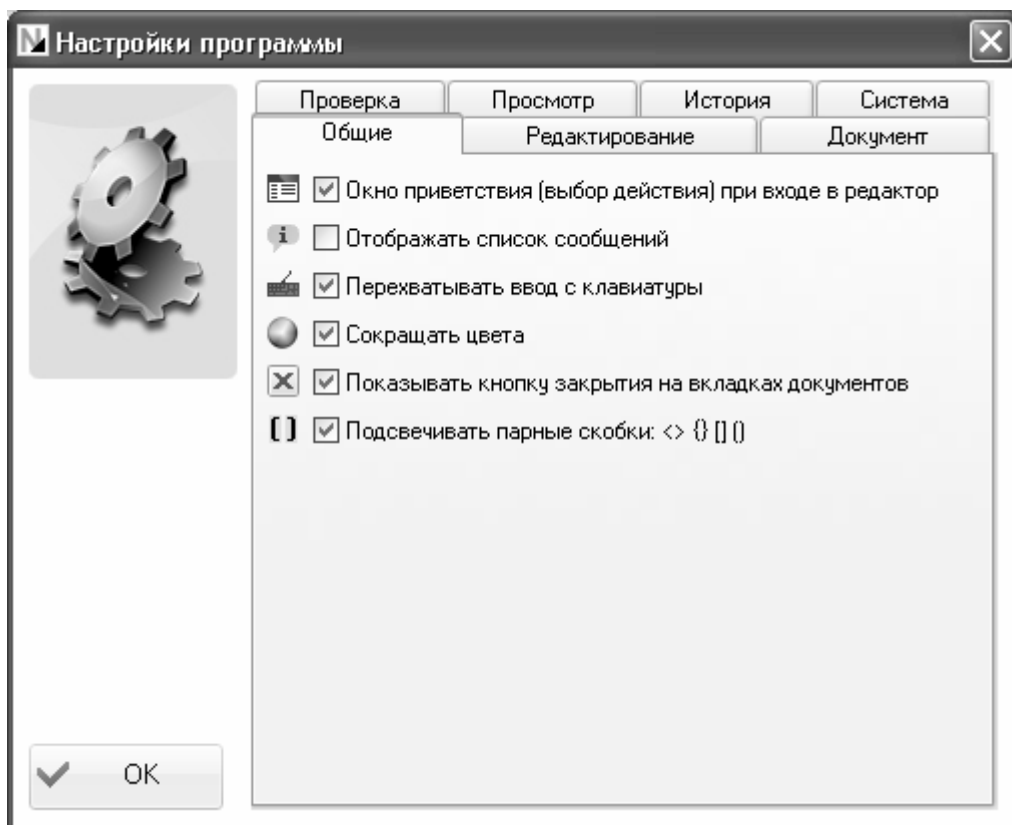 Настройки программы
Проверка
Просмотр
История
Система
Общие
Редактирование
Документ
Окно приветствия (выбор действия) при входе в редактор
Отображать список сообщений
Перехватывать ввод с клавиатуры
Сокращать цвета
Показывать кнопку закрытия на вкладках документов
Подсвечивать парные скобки: <> {} [] ()
OK